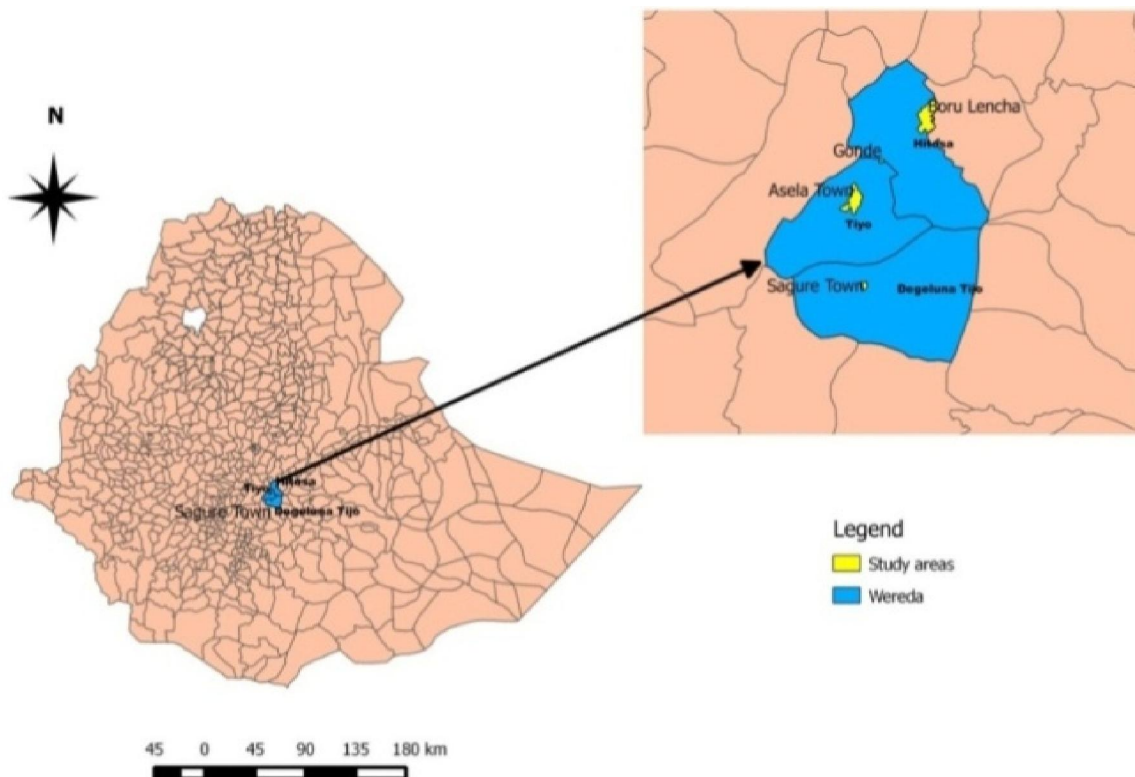 N
Boru Lencha
Hitosa
Gonde
Asela Town
Tiyo
Sagure Town
Degeluna Tijo
Hitosa
Tiyo
Sagure Town
Degeluna Tijo
Legend
Study areas
Wereda
45 0 45 90 135 180 km